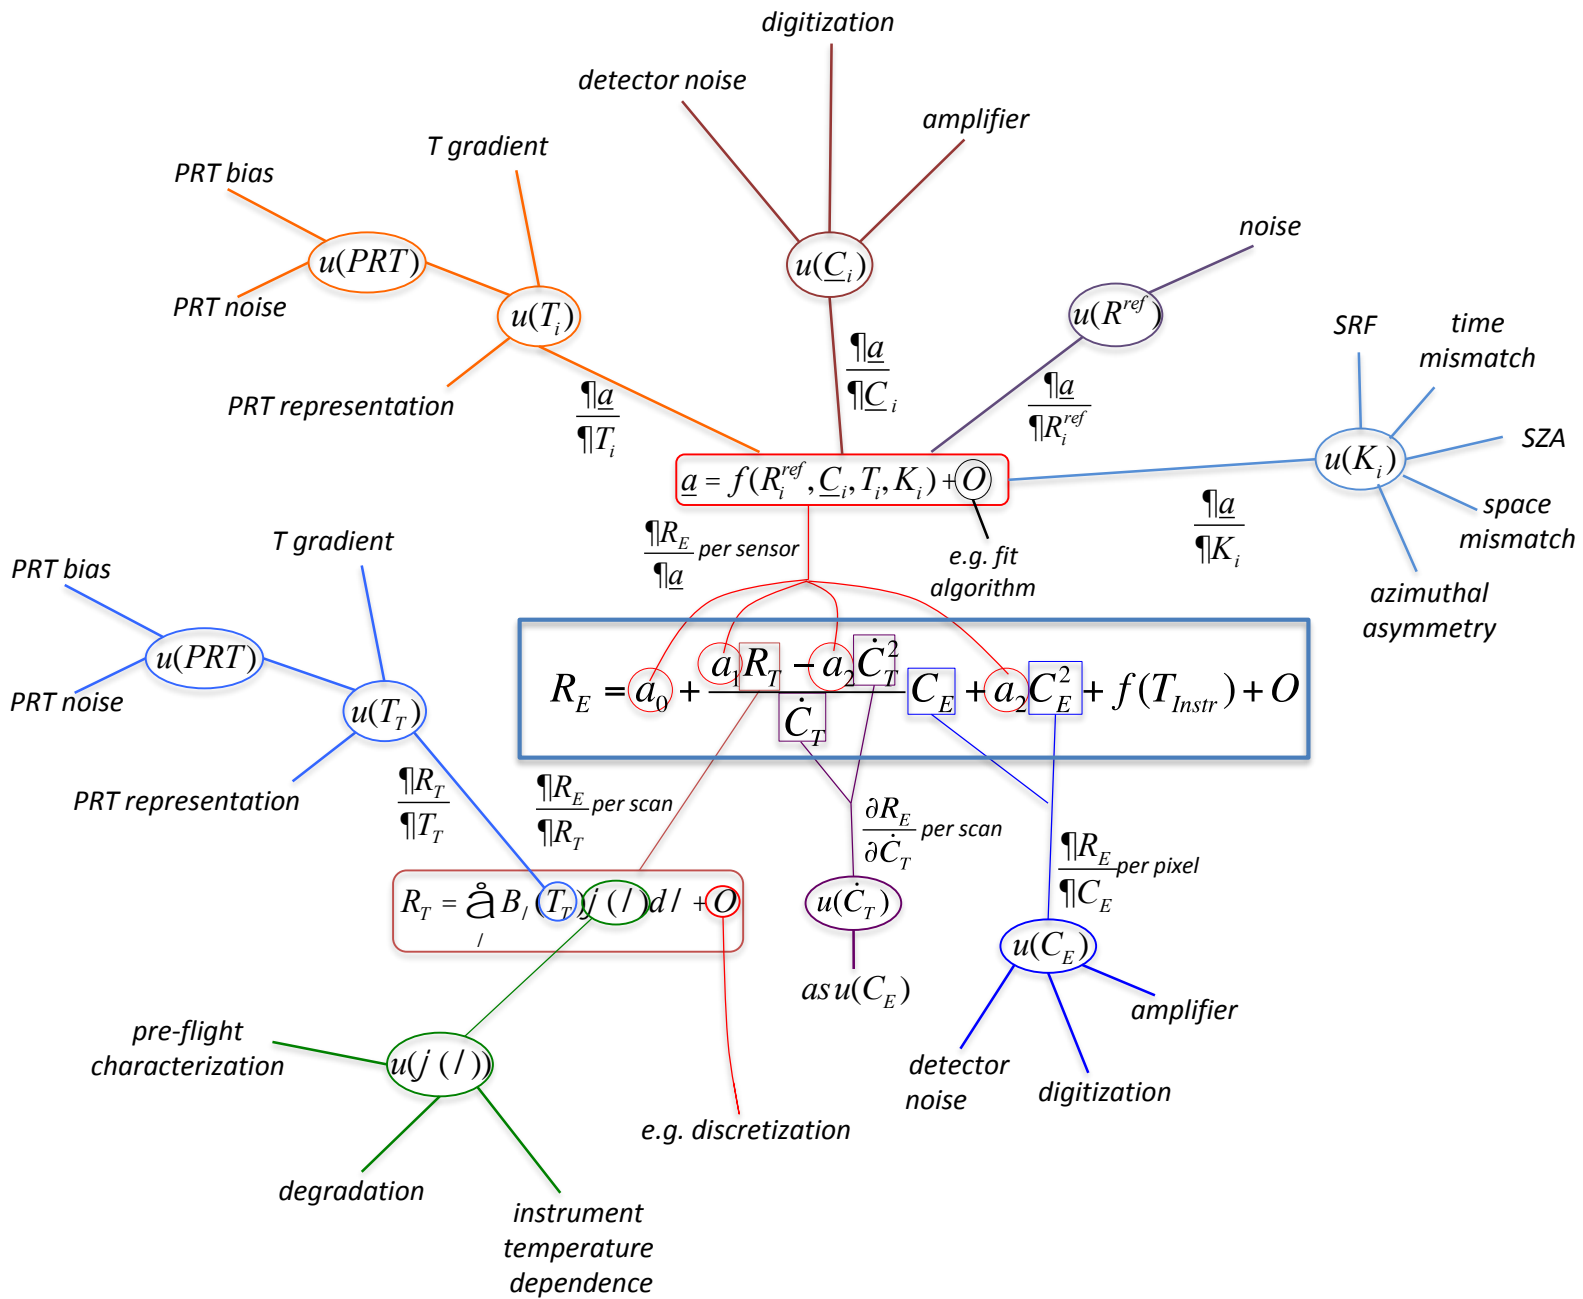 digitization
detector noise
amplifier
T gradient
PRT bias
u(PRT)
PRT noise
u(T_i)
PRT representation
¶a
¶T_i
u(C_i)
¶a
¶C_i
noise
u(R^ref)
¶a
¶R_i^ref
SRF
time
mismatch
SZA
u(K_i)
space
mismatch
azimuthal
asymmetry
¶a
¶K_i
a = f(R_i^ref, C_i, T_i, K_i) + O
¶R_E
¶a
per sensor
e.g. fit
algorithm
T gradient
PRT bias
u(PRT)
PRT noise
u(T_T)
PRT representation
¶R_T
¶T_T
R_E = a_0 + (a_1 R_T − a_2 Ċ_T^2) / Ċ_T C_E + a_2 C_E^2 + f(T_Instr) + O
¶R_E
¶R_T
per scan
∂R_E
∂Ċ_T
per scan
¶R_E
¶C_E
per pixel
R_T = å B_/(T_T) j (/) d/ + O
/
u(Ċ_T)
as u(C_E)
u(C_E)
amplifier
detector
noise
digitization
pre-flight
characterization
u(j (/))
degradation
instrument
temperature
dependence
e.g. discretization